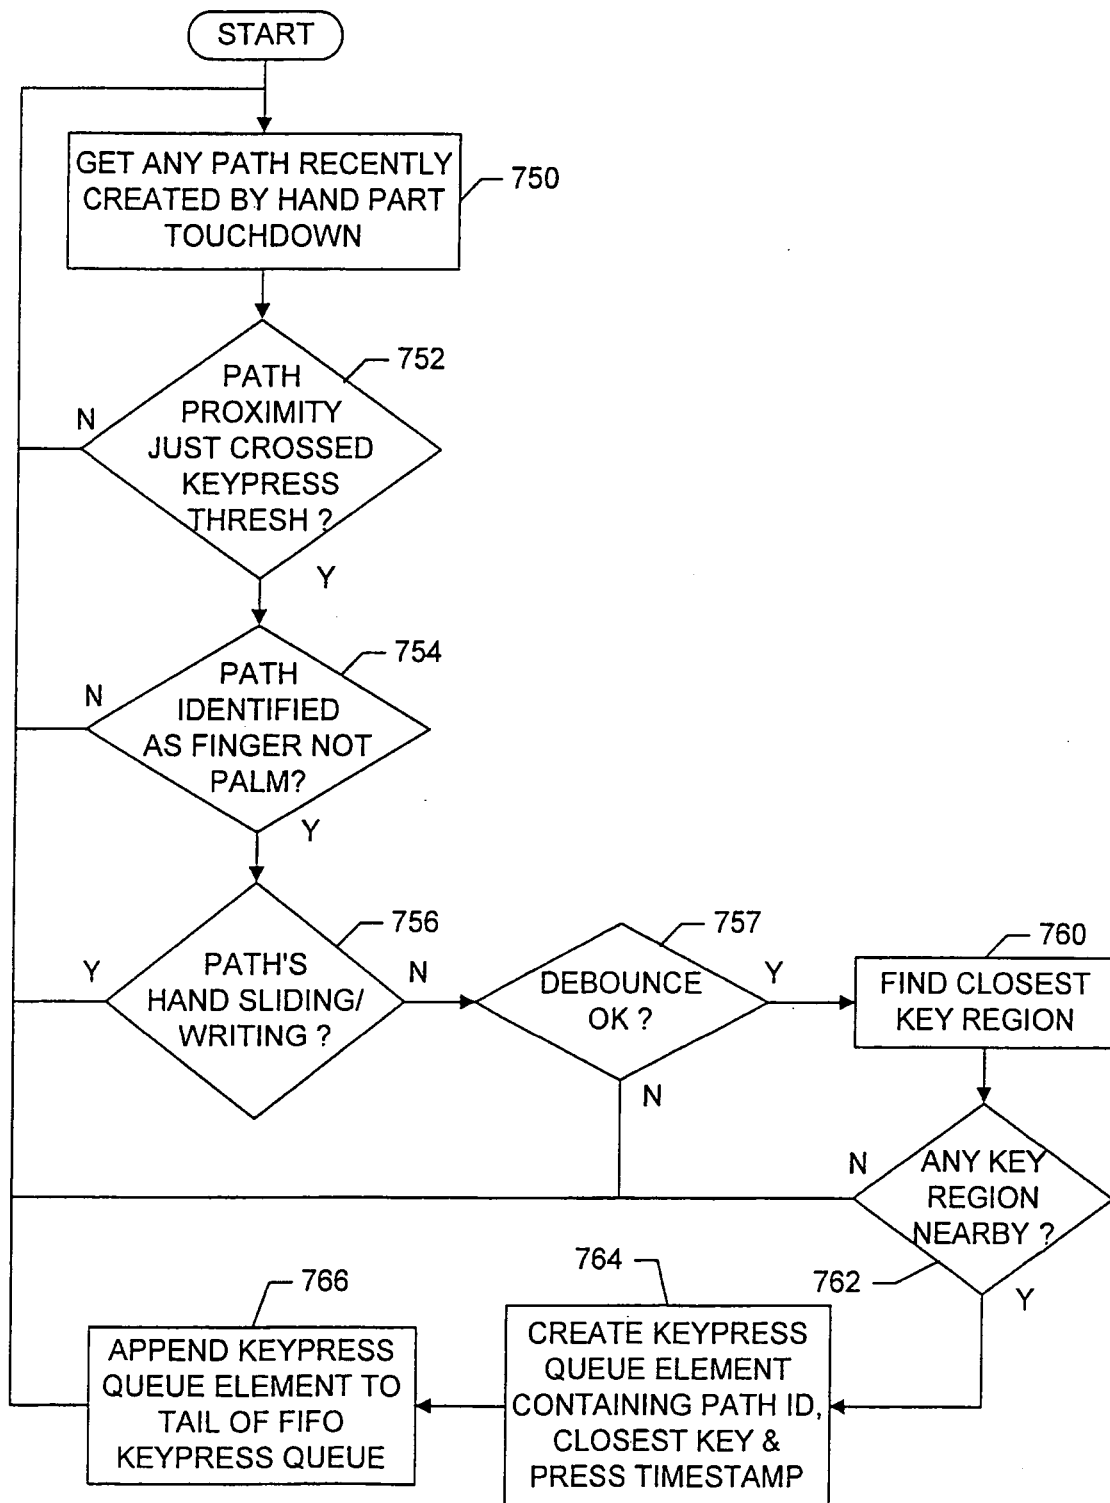 START
GET ANY PATH RECENTLY
CREATED BY HAND PART
TOUCHDOWN
750
752
PATH
PROXIMITY
JUST CROSSED
KEYPRESS
THRESH ?
N
Y
754
PATH
IDENTIFIED
AS FINGER NOT
PALM?
N
Y
756
PATH'S
HAND SLIDING/
WRITING ?
Y
N
757
DEBOUNCE
OK ?
Y
N
760
FIND CLOSEST
KEY REGION
ANY KEY
REGION
NEARBY ?
N
762
Y
764
CREATE KEYPRESS
QUEUE ELEMENT
CONTAINING PATH ID,
CLOSEST KEY &
PRESS TIMESTAMP
766
APPEND KEYPRESS
QUEUE ELEMENT TO
TAIL OF FIFO
KEYPRESS QUEUE